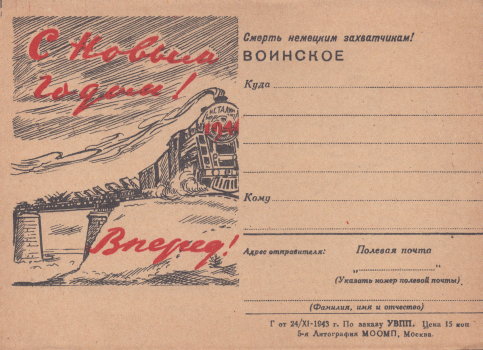 С Новым
годом!
1944
Вперед!
Смерть немецким захватчикам!
ВОИНСКОЕ
Куда
Кому
Адрес отправителя: Полевая почта
(Указать номер полевой почты)
(Фамилия, имя и отчество)
Г от 24/XI-1943 г. По заказу УВПП. Цена 15 коп
5-я Литография МООМП, Москва.